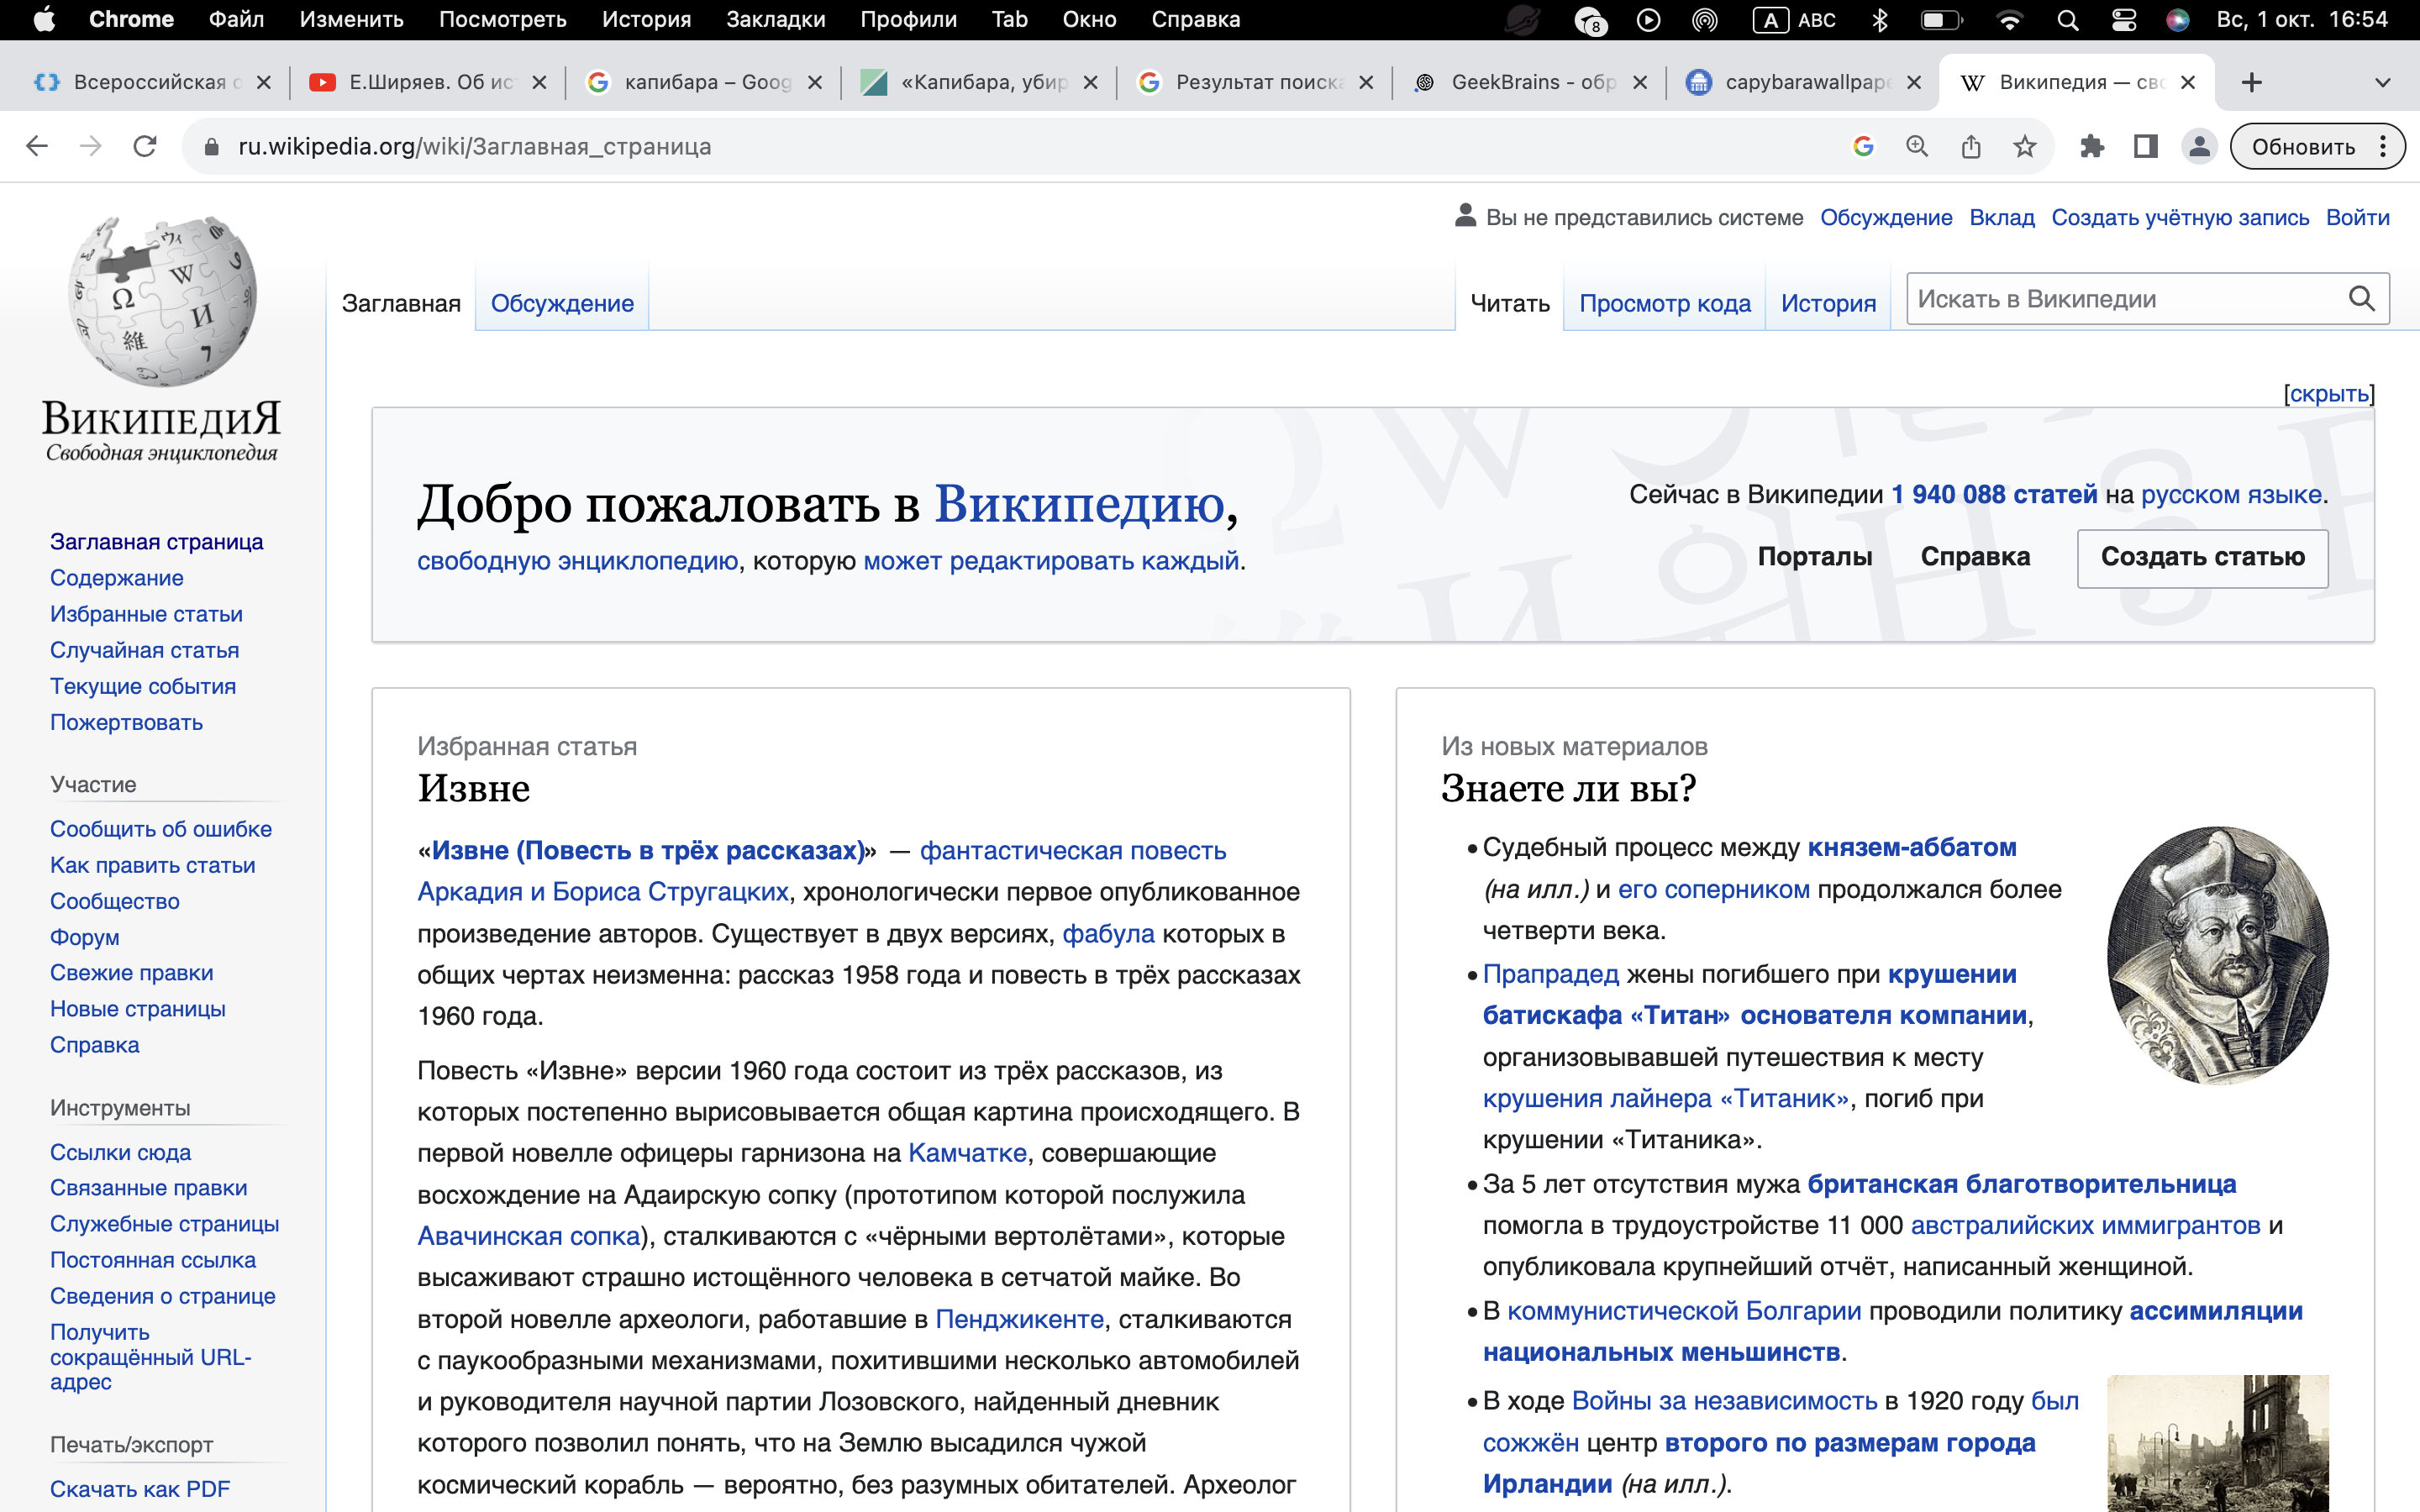 Chrome Файл Изменить Посмотреть История Закладки Профили Tab Окно Справка 8 A ABC Вс, 1 окт. 16:54
Всероссийская Е.Ширяев. Об ис капибара – Goog «Капибара, убир Результат поиска GeekBrains - обр capybarawallpape Википедия — св
ru.wikipedia.org/wiki/Заглавная_страница Обновить
Вы не представились системе Обсуждение Вклад Создать учётную запись Войти
Заглавная Обсуждение Читать Просмотр кода История Искать в Википедии
ВикипедиЯ
Свободная энциклопедия
[скрыть]
Добро пожаловать в Википедию,
свободную энциклопедию, которую может редактировать каждый.
Сейчас в Википедии 1 940 088 статей на русском языке.
Порталы Справка Создать статью
Заглавная страница
Содержание
Избранные статьи
Случайная статья
Текущие события
Пожертвовать
Участие
Сообщить об ошибке
Как править статьи
Сообщество
Форум
Свежие правки
Новые страницы
Справка
Инструменты
Ссылки сюда
Связанные правки
Служебные страницы
Постоянная ссылка
Сведения о странице
Получить
сокращённый URL-
адрес
Печать/экспорт
Скачать как PDF
Избранная статья
Извне
«Извне (Повесть в трёх рассказах)» — фантастическая повесть
Аркадия и Бориса Стругацких, хронологически первое опубликованное
произведение авторов. Существует в двух версиях, фабула которых в
общих чертах неизменна: рассказ 1958 года и повесть в трёх рассказах
1960 года.
Повесть «Извне» версии 1960 года состоит из трёх рассказов, из
которых постепенно вырисовывается общая картина происходящего. В
первой новелле офицеры гарнизона на Камчатке, совершающие
восхождение на Адаирскую сопку (прототипом которой послужила
Авачинская сопка), сталкиваются с «чёрными вертолётами», которые
высаживают страшно истощённого человека в сетчатой майке. Во
второй новелле археологи, работавшие в Пенджикенте, сталкиваются
с паукообразными механизмами, похитившими несколько автомобилей
и руководителя научной партии Лозовского, найденный дневник
которого позволил понять, что на Землю высадился чужой
космический корабль — вероятно, без разумных обитателей. Археолог
Из новых материалов
Знаете ли вы?
• Судебный процесс между князем-аббатом
(на илл.) и его соперником продолжался более
четверти века.
• Прапрадед жены погибшего при крушении
батискафа «Титан» основателя компании,
организовывавшей путешествия к месту
крушения лайнера «Титаник», погиб при
крушении «Титаника».
• За 5 лет отсутствия мужа британская благотворительница
помогла в трудоустройстве 11 000 австралийских иммигрантов и
опубликовала крупнейший отчёт, написанный женщиной.
• В коммунистической Болгарии проводили политику ассимиляции
национальных меньшинств.
• В ходе Войны за независимость в 1920 году был
сожжён центр второго по размерам города
Ирландии (на илл.).